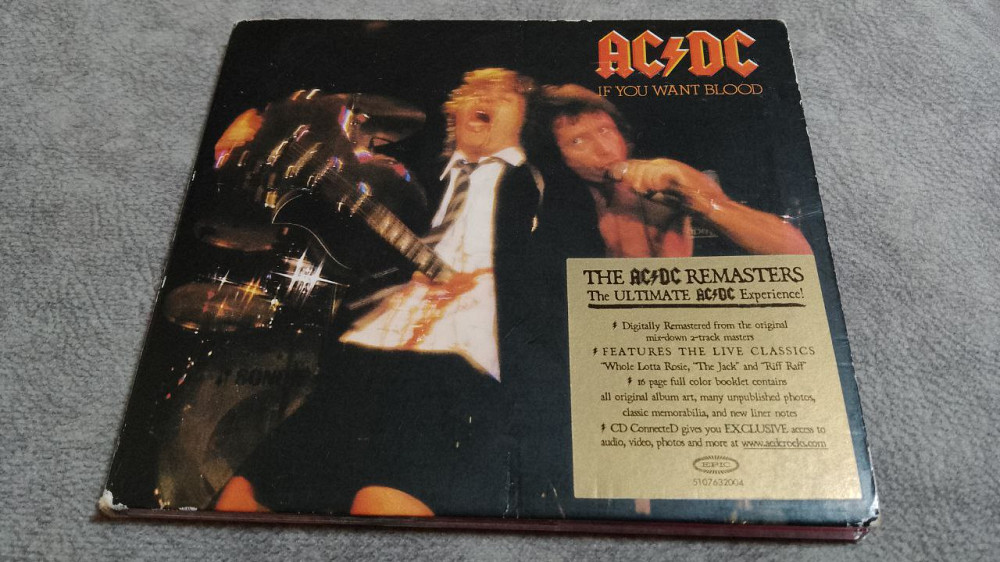 AC⚡DC
IF YOU WANT BLOOD
THE AC⚡DC REMASTERS
The ULTIMATE AC⚡DC Experience!
Digitally Remastered from the original
mix-down 2-track masters
FEATURES THE LIVE CLASSICS
"Whole Lotta Rosie, "The Jack" and "Riff Raff"
16 page full color booklet contains
all original album art, many unpublished photos,
classic memorabilia, and new liner notes
CD ConnecteD gives you EXCLUSIVE access to
audio, video, photos and more at www.acdcrocks.com
EPIC
5107632004